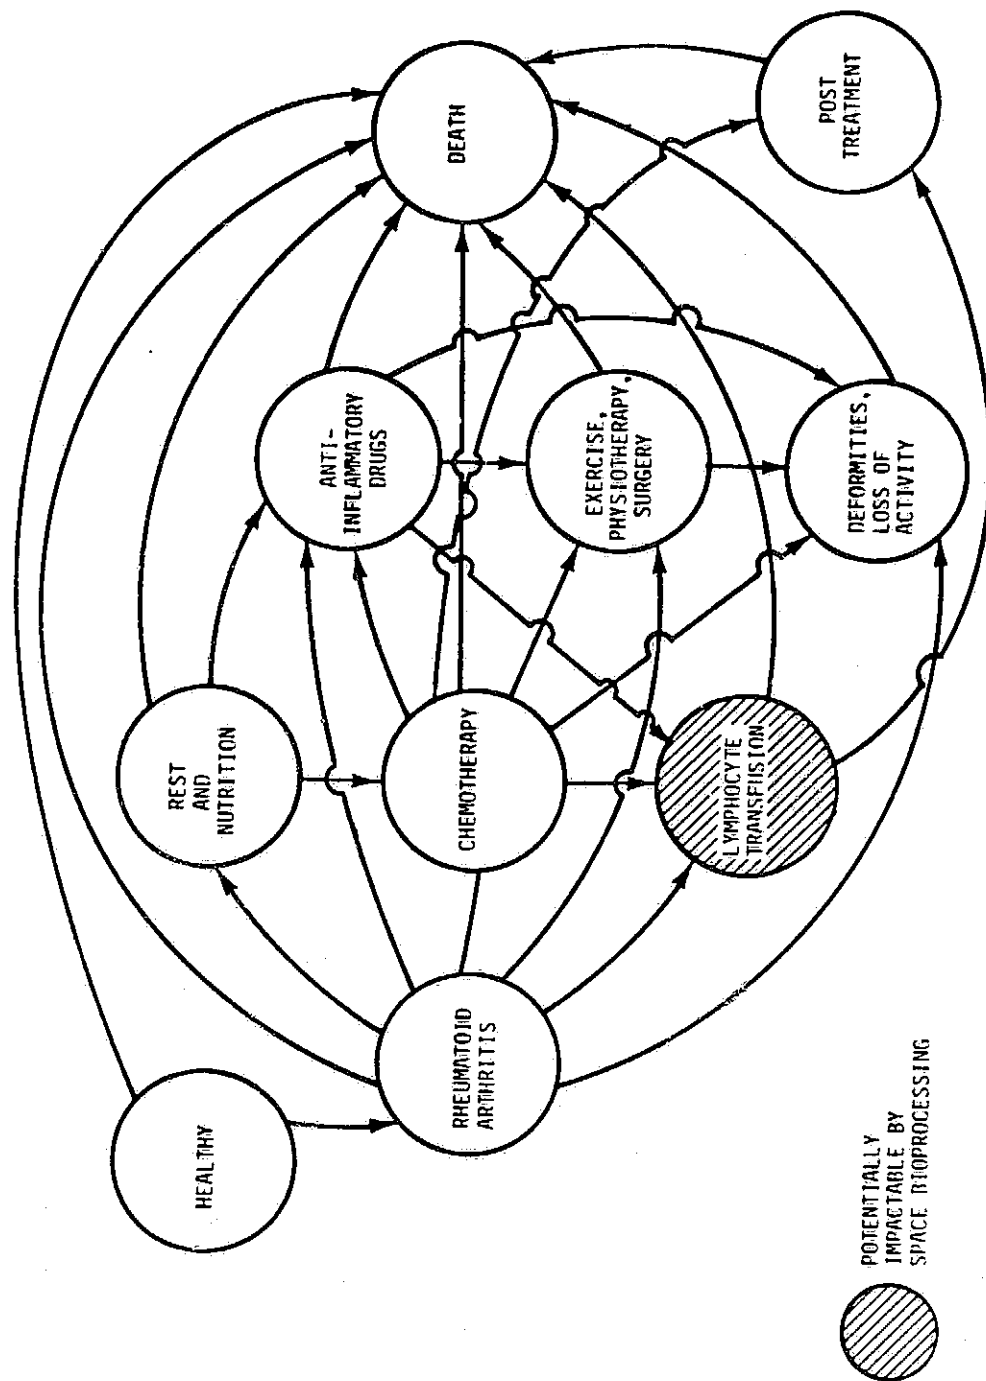 HEALTHY
RHEUMATOID
ARTHRITIS
REST
AND
NUTRITION
CHEMOTHERAPY
LYMPHOCYTE
TRANSFUSION
ANTI-
INFLAMMATORY
DRUGS
EXERCISE,
PHYSIOTHERAPY,
SURGERY
DEFORMITIES,
LOSS OF
ACTIVITY
DEATH
POST
TREATMENT
POTENTIALLY
IMPACTABLE BY
SPACE BIOPROCESSING